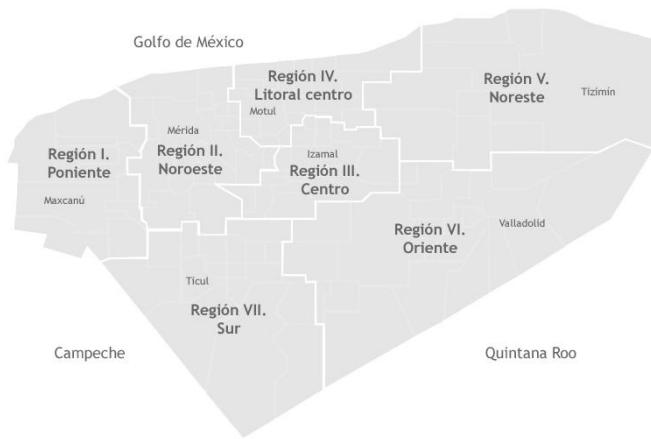 Golfo de México
Región IV.
Litoral centro
Motul
Región V.
Noreste
Tizimín
Mérida
Región II.
Noroeste
Región I.
Poniente
Maxcanú
Izamal
Región III.
Centro
Región VI.
Oriente
Valladolid
Ticul
Región VII.
Sur
Campeche
Quintana Roo